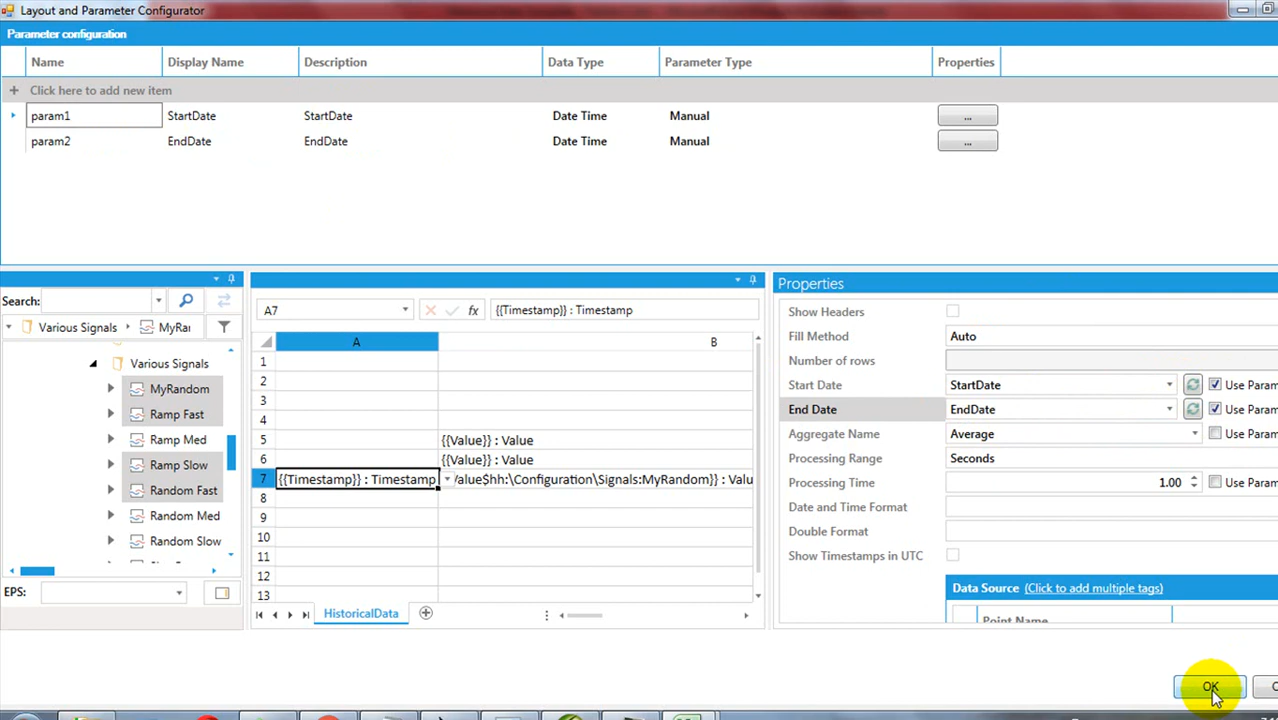 Layout and Parameter Configurator
Parameter configuration
Name Display Name Description Data Type Parameter Type Properties
+ Click here to add new item
param1 StartDate StartDate Date Time Manual ...
param2 EndDate EndDate Date Time Manual ...
Search:
Various Signals MyRar
Various Signals
MyRandom
Ramp Fast
Ramp Med
Ramp Slow
Random Fast
Random Med
Random Slow
EPS:
A7 fx {{Timestamp}} : Timestamp
A B
1
2
3
4
5 {{Value}} : Value
6 {{Value}} : Value
7 {{Timestamp}} : Timestamp Value$hh:\Configuration\Signals:MyRandom}} : Valu
8
9
10
11
12
13
HistoricalData
Properties
Show Headers
Fill Method Auto
Number of rows
Start Date StartDate Use Param
End Date EndDate Use Param
Aggregate Name Average Use Param
Processing Range Seconds
Processing Time 1.00 Use Param
Date and Time Format
Double Format
Show Timestamps in UTC
Data Source (Click to add multiple tags)
Point Name
OK